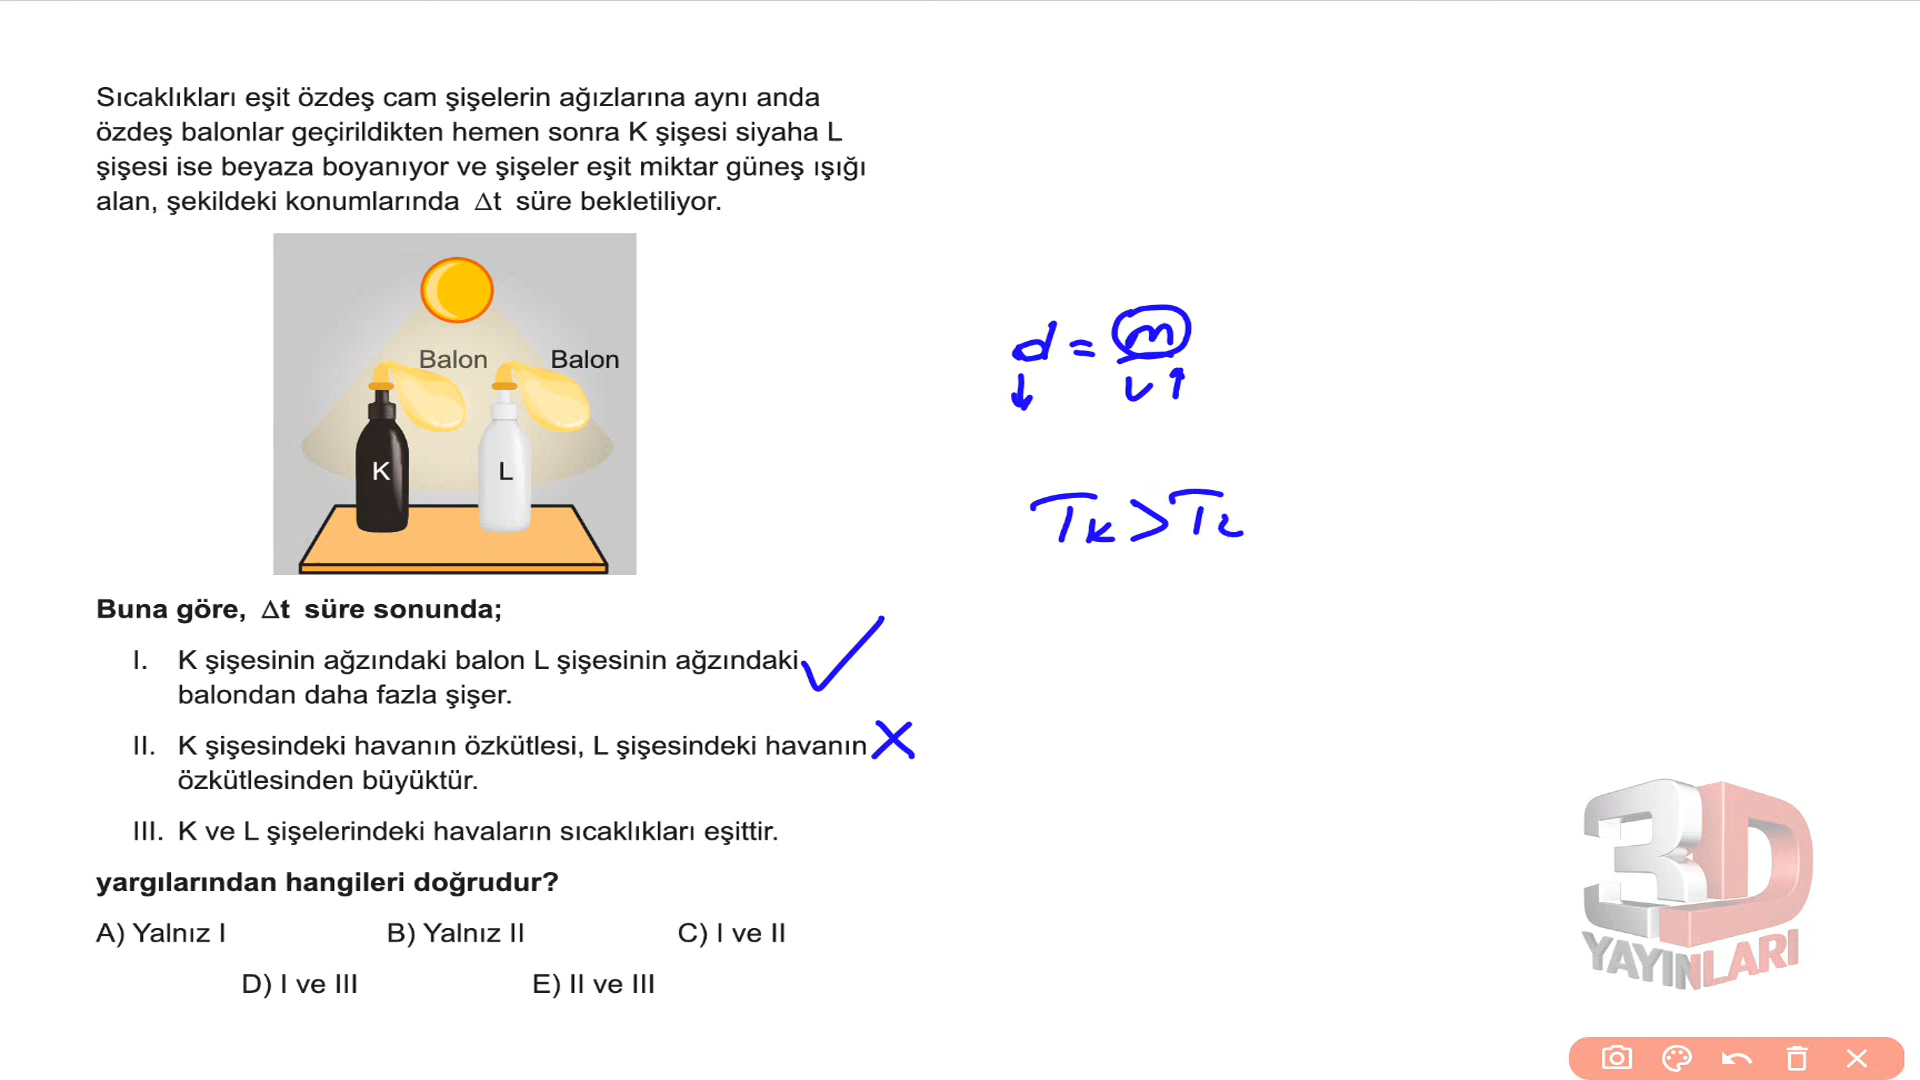 Sıcaklıkları eşit özdeş cam şişelerin ağızlarına aynı anda
özdeş balonlar geçirildikten hemen sonra K şişesi siyaha L
şişesi ise beyaza boyanıyor ve şişeler eşit miktar güneş ışığı
alan, şekildeki konumlarında Δt süre bekletiliyor.
Balon Balon
K L
d = m
v
TK > TL
Buna göre, Δt süre sonunda;
I. K şişesinin ağzındaki balon L şişesinin ağzındaki
balondan daha fazla şişer.
II. K şişesindeki havanın özkütlesi, L şişesindeki havanın
özkütlesinden büyüktür.
III. K ve L şişelerindeki havaların sıcaklıkları eşittir.
yargılarından hangileri doğrudur?
A) Yalnız I B) Yalnız II C) I ve II
D) I ve III E) II ve III
3D
YAYINLARI